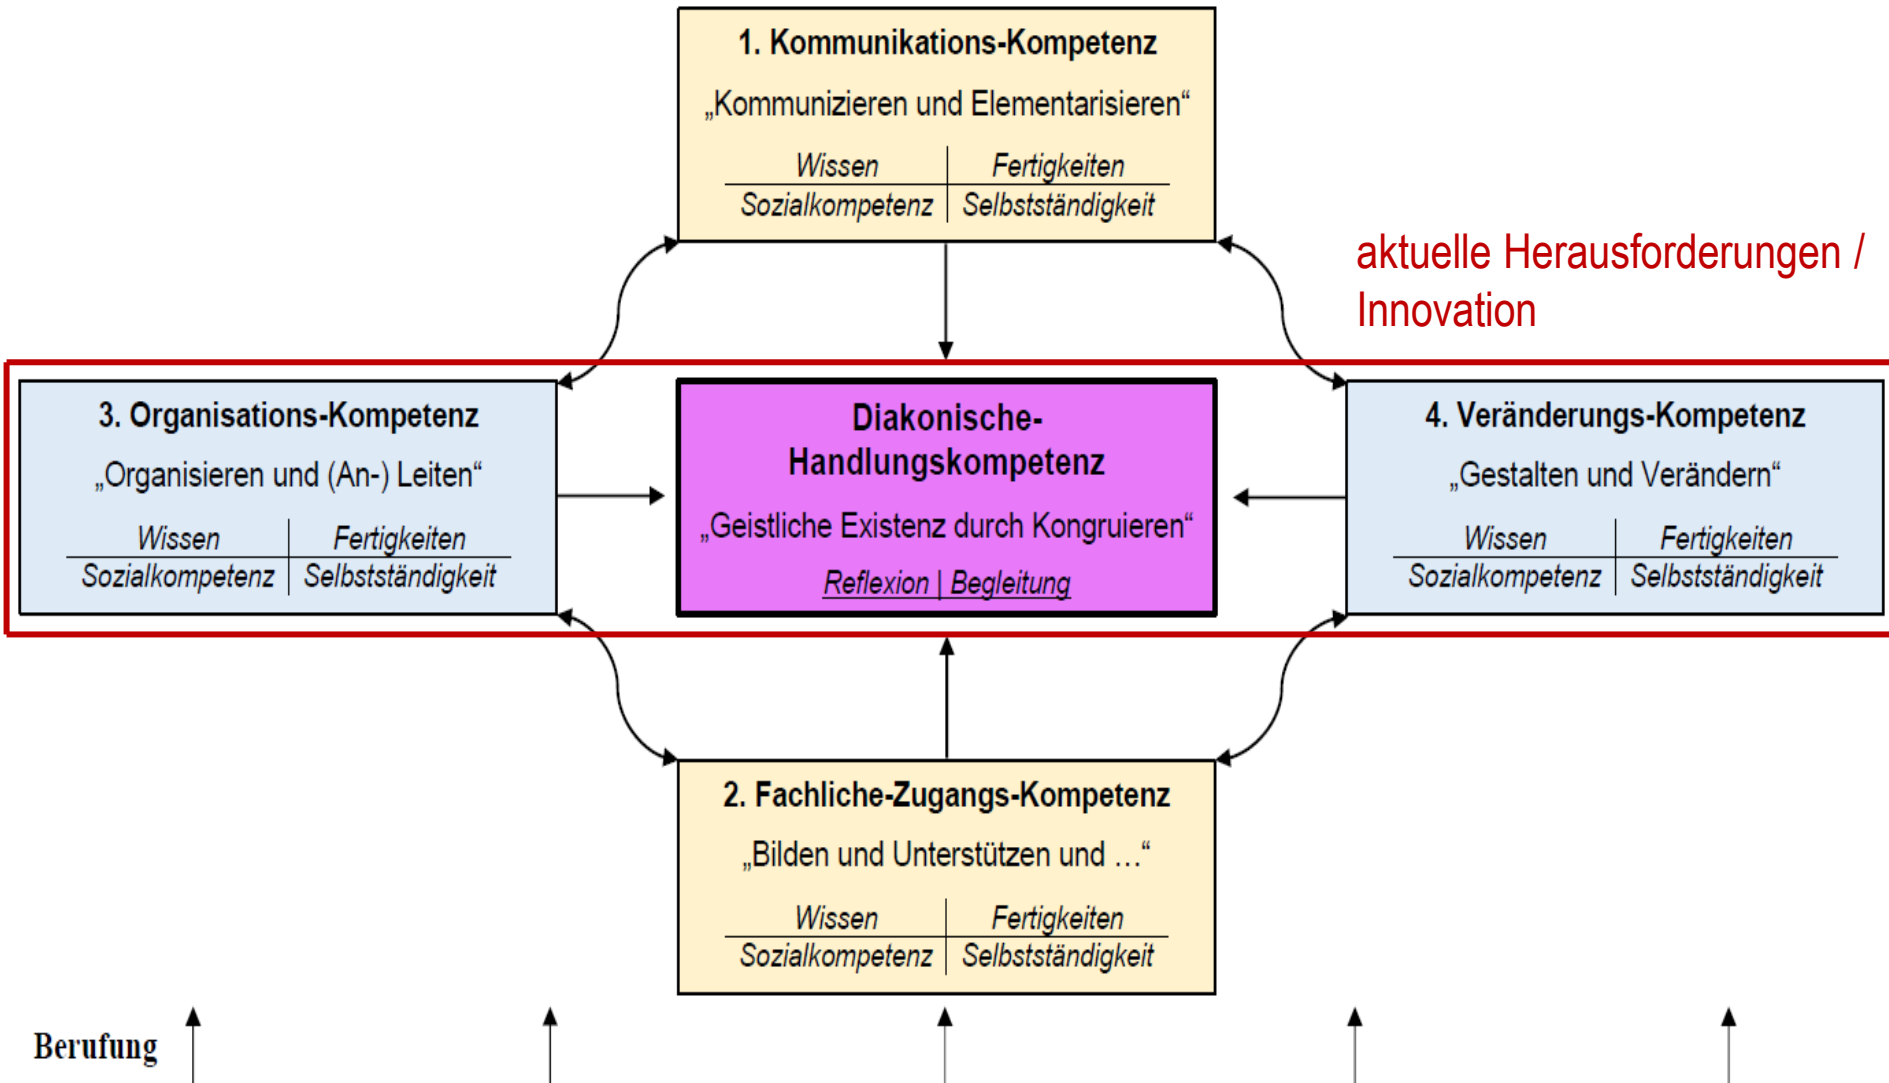 1. Kommunikations-Kompetenz
„Kommunizieren und Elementarisieren“
Wissen | Fertigkeiten
Sozialkompetenz | Selbstständigkeit
aktuelle Herausforderungen /
Innovation
3. Organisations-Kompetenz
„Organisieren und (An-) Leiten“
Wissen | Fertigkeiten
Sozialkompetenz | Selbstständigkeit
Diakonische-
Handlungskompetenz
„Geistliche Existenz durch Kongruieren“
Reflexion | Begleitung
4. Veränderungs-Kompetenz
„Gestalten und Verändern“
Wissen | Fertigkeiten
Sozialkompetenz | Selbstständigkeit
2. Fachliche-Zugangs-Kompetenz
„Bilden und Unterstützen und …“
Wissen | Fertigkeiten
Sozialkompetenz | Selbstständigkeit
Berufung